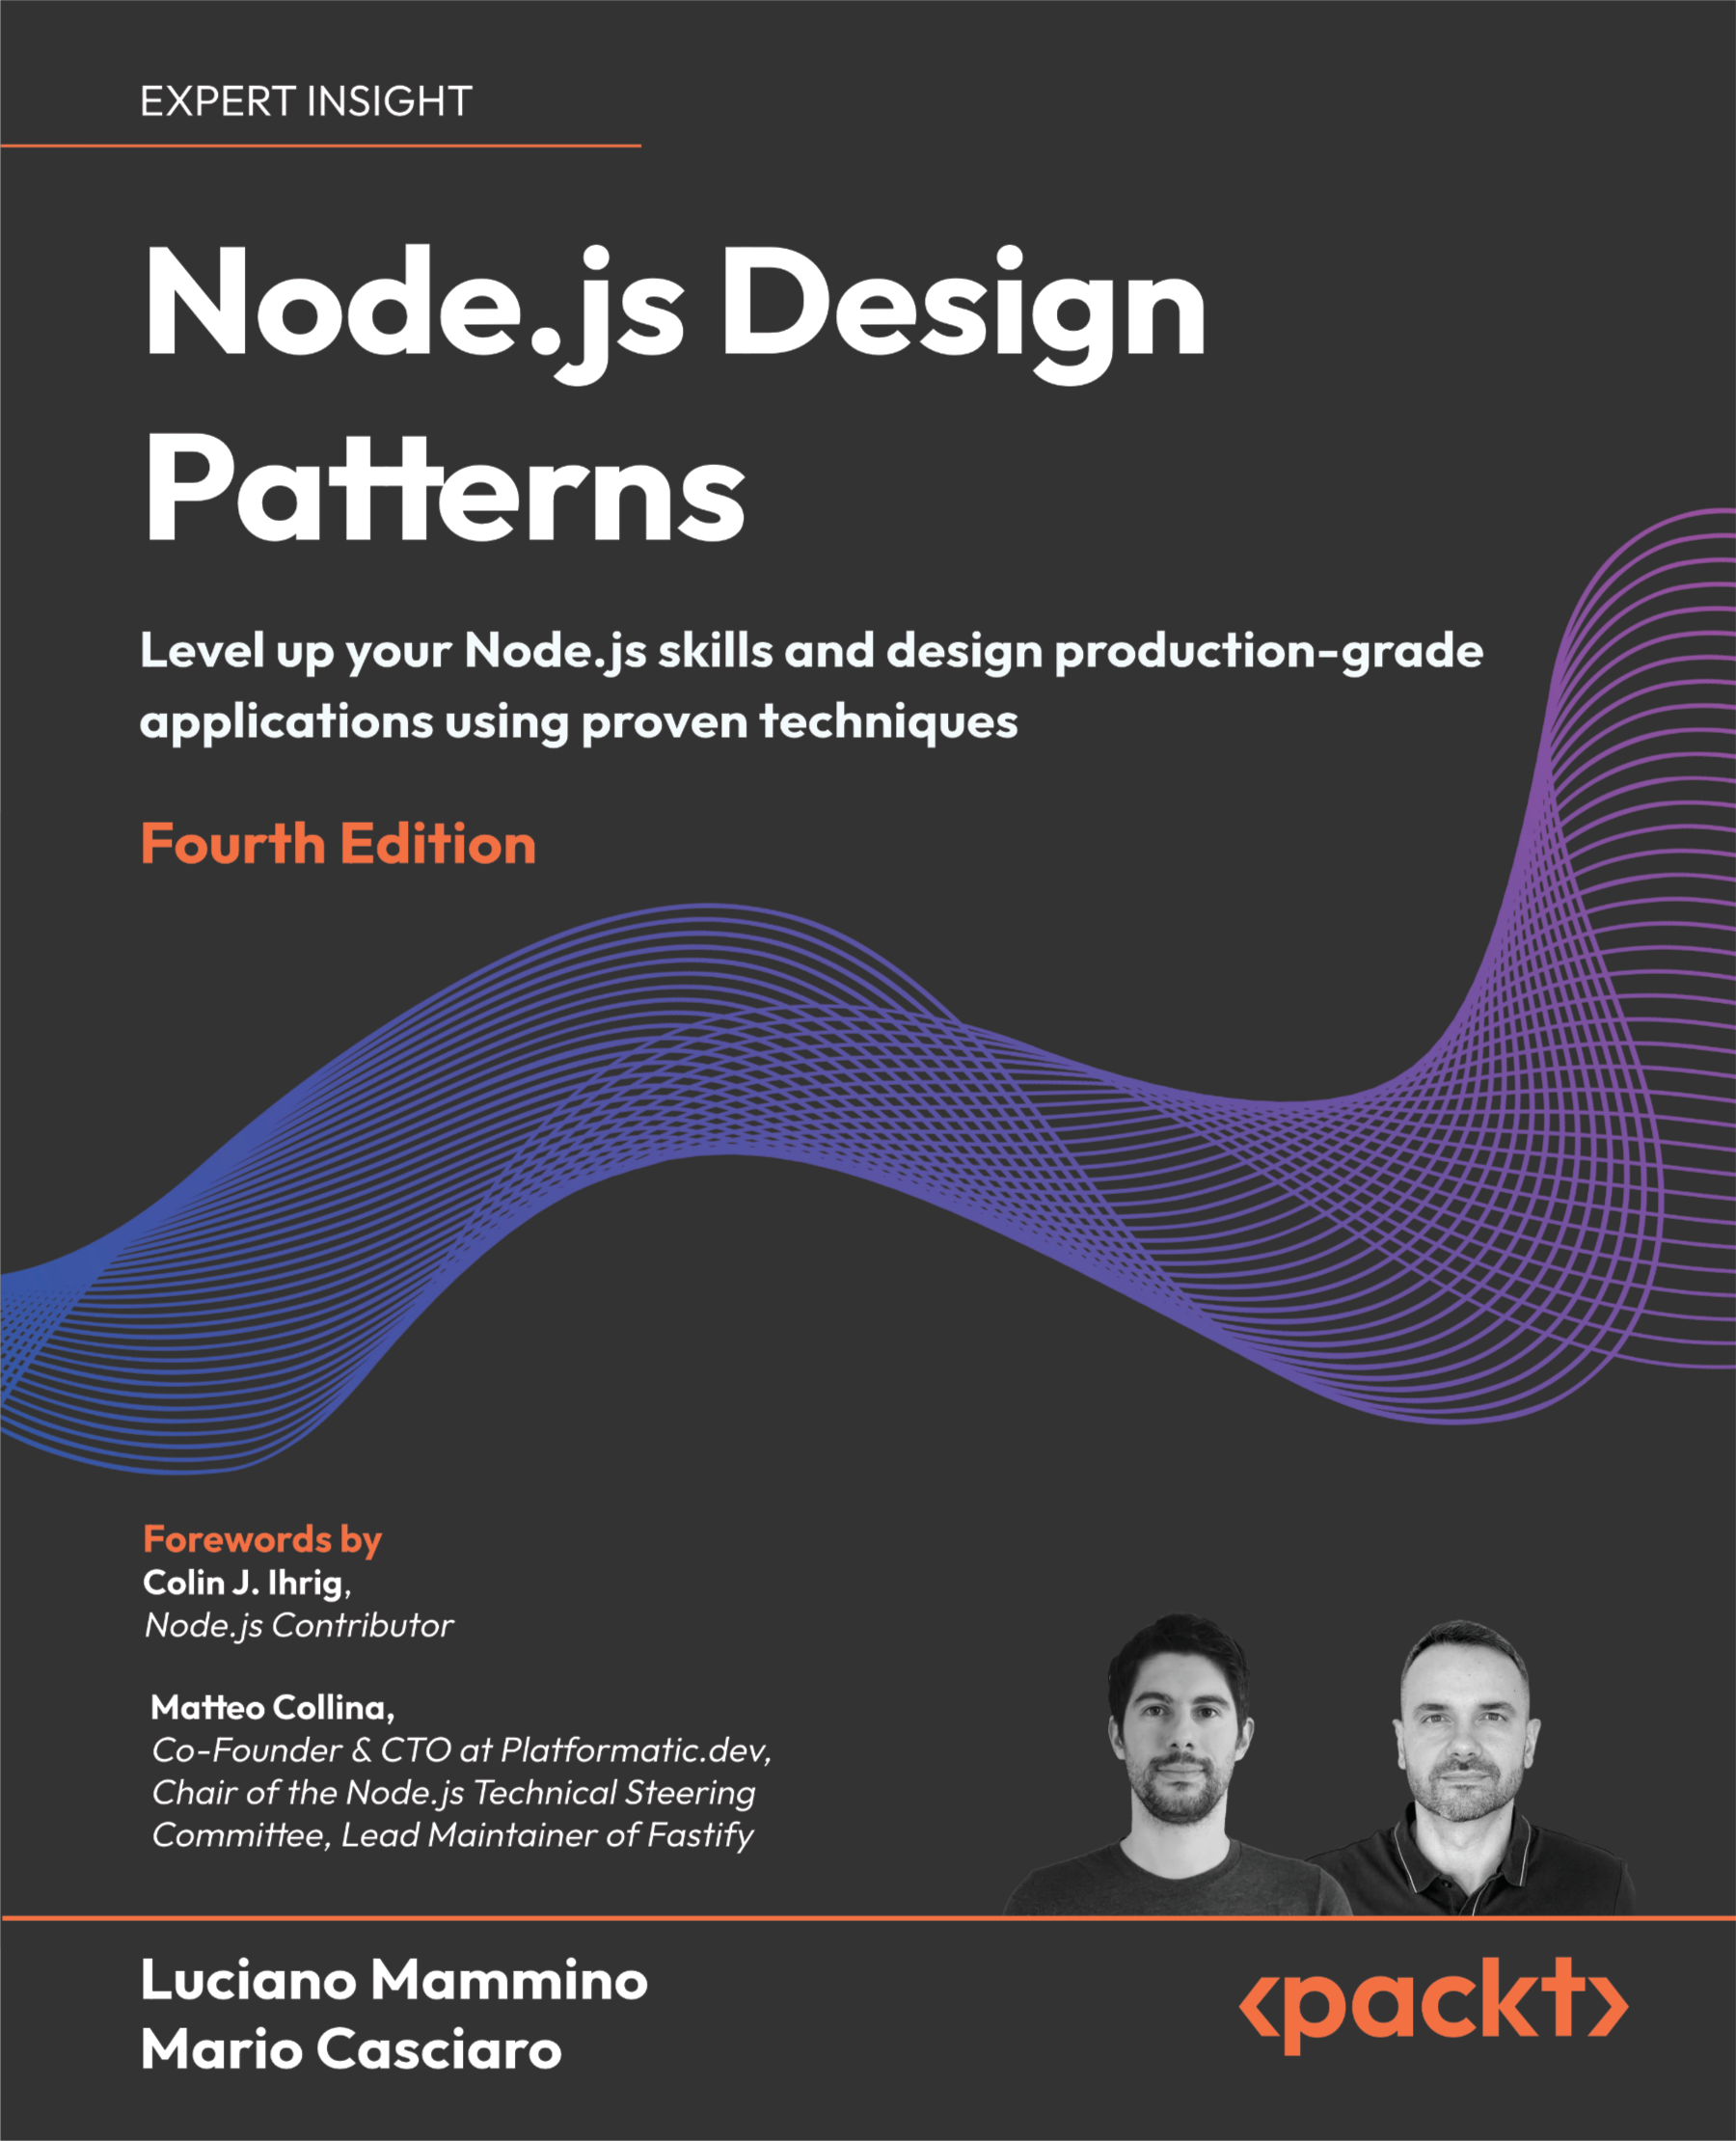 EXPERT INSIGHT
Node.js Design
Patterns
Level up your Node.js skills and design production-grade
applications using proven techniques
Fourth Edition
Forewords by
Colin J. Ihrig,
Node.js Contributor
Matteo Collina,
Co-Founder & CTO at Platformatic.dev,
Chair of the Node.js Technical Steering
Committee, Lead Maintainer of Fastify
Luciano Mammino
Mario Casciaro
<packt>